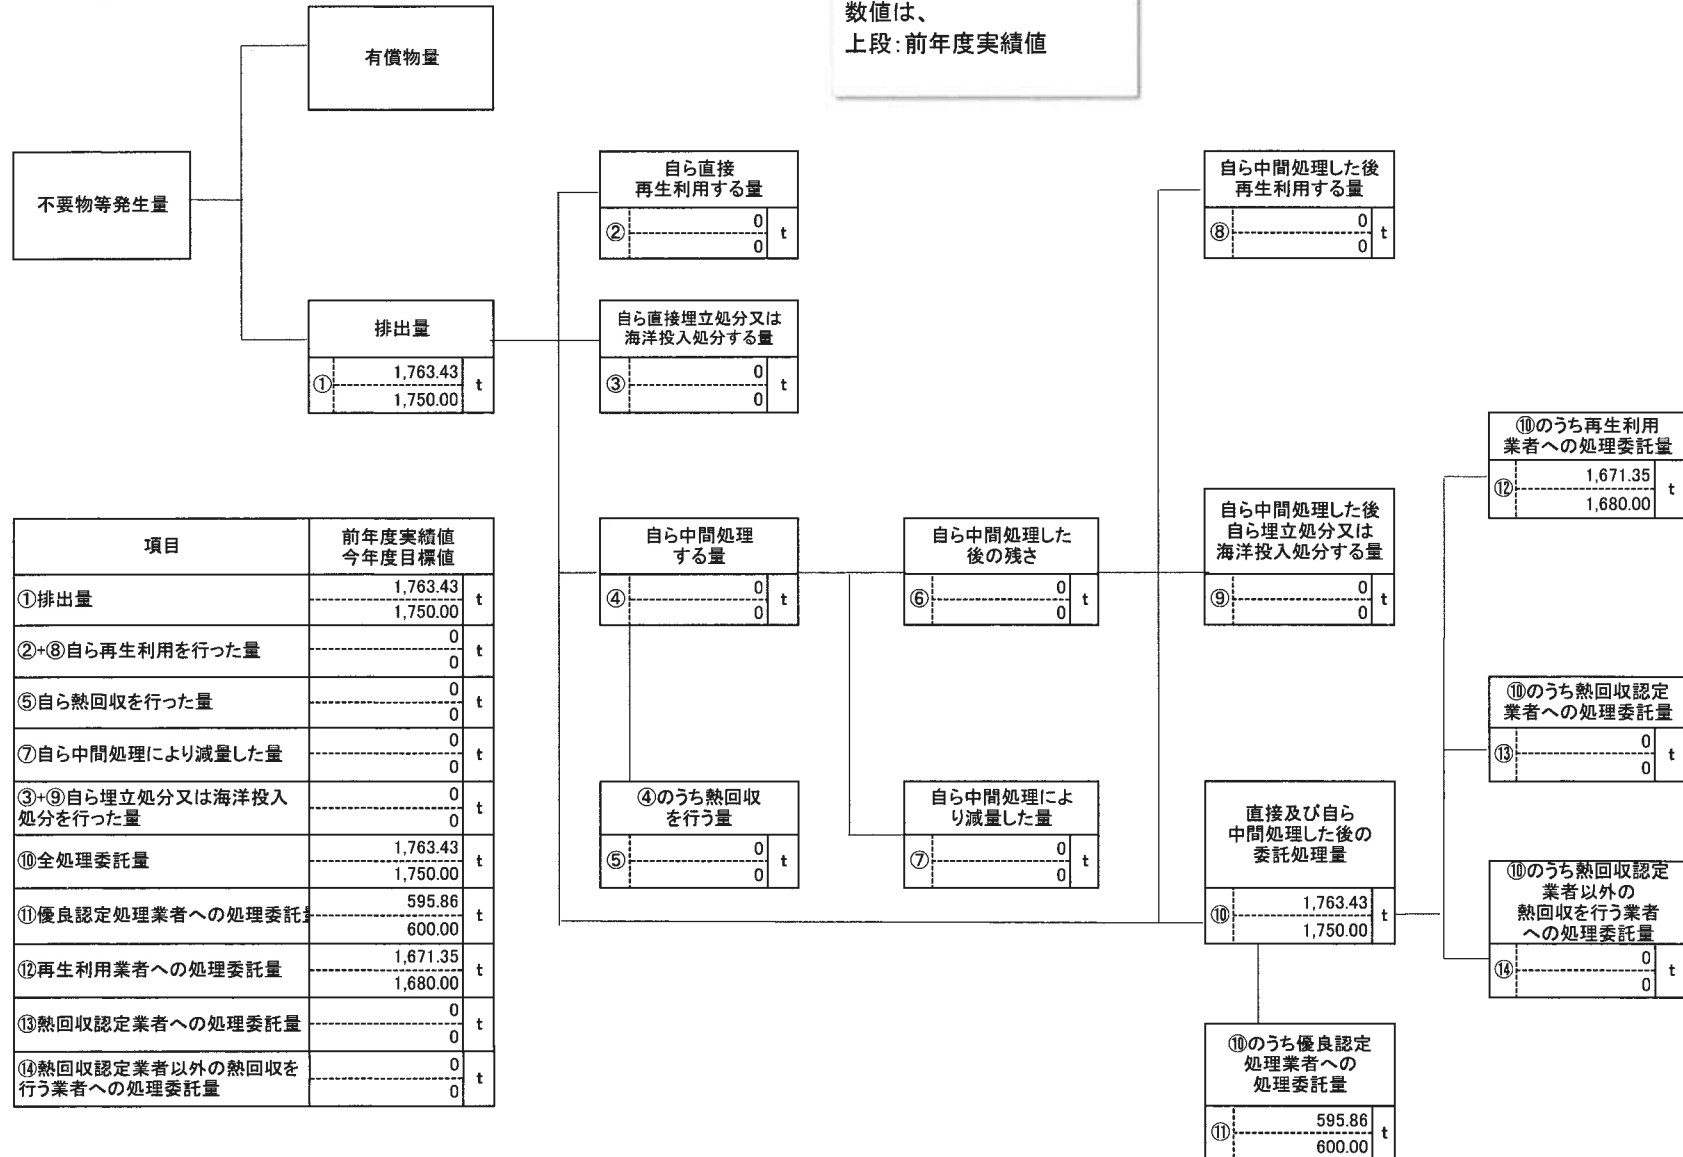 数値は、
上段:前年度実績値
有償物量
不要物等発生量
排出量
①
1,763.43
1,750.00
t
自ら直接
再生利用する量
②
0
0
t
自ら直接埋立処分又は
海洋投入処分する量
③
0
0
t
自ら中間処理
する量
④
0
0
t
④のうち熱回収
を行う量
⑤
0
0
t
自ら中間処理した
後の残さ
⑥
0
0
t
自ら中間処理によ
り減量した量
⑦
0
0
t
自ら中間処理した後
再生利用する量
⑧
0
0
t
自ら中間処理した後
自ら埋立処分又は
海洋投入処分する量
⑨
0
0
t
直接及び自ら
中間処理した後の
委託処理量
⑩
1,763.43
1,750.00
t
⑩のうち優良認定
処理業者への
処理委託量
⑪
595.86
600.00
t
⑩のうち再生利用
業者への処理委託量
⑫
1,671.35
1,680.00
t
⑩のうち熱回収認定
業者への処理委託量
⑬
0
0
t
⑩のうち熱回収認定
業者以外の
熱回収を行う業者
への処理委託量
⑭
0
0
t
項目
前年度実績値
今年度目標値
①排出量
1,763.43
1,750.00
t
②+⑧自ら再生利用を行った量
0
0
t
⑤自ら熱回収を行った量
0
0
t
⑦自ら中間処理により減量した量
0
0
t
③+⑨自ら埋立処分又は海洋投入
処分を行った量
0
0
t
⑩全処理委託量
1,763.43
1,750.00
t
⑪優良認定処理業者への処理委託
595.86
600.00
t
⑫再生利用業者への処理委託量
1,671.35
1,680.00
t
⑬熱回収認定業者への処理委託量
0
0
t
⑭熱回収認定業者以外の熱回収を
行う業者への処理委託量
0
0
t